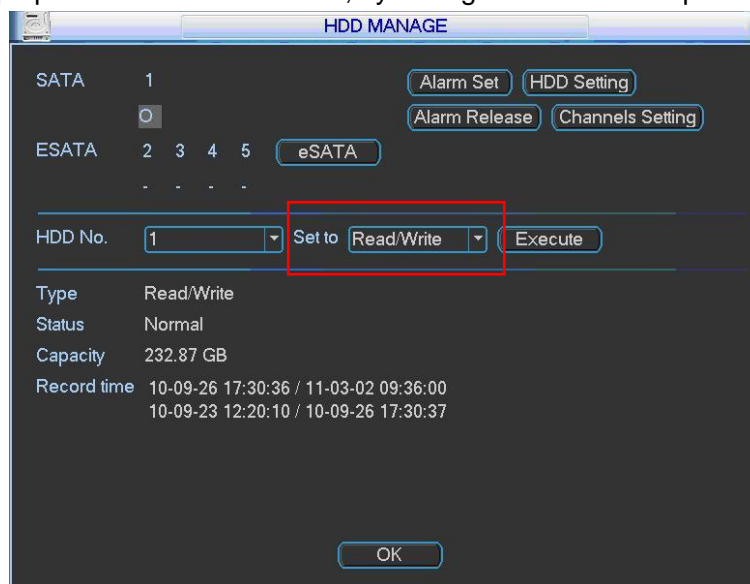 HDD MANAGE
SATA 1 Alarm Set HDD Setting
O Alarm Release Channels Setting
ESATA 2 3 4 5 eSATA
- - - -
HDD No. 1 Set to Read/Write Execute
Type Read/Write
Status Normal
Capacity 232.87 GB
Record time 10-09-26 17:30:36 / 11-03-02 09:36:00
10-09-23 12:20:10 / 10-09-26 17:30:37
OK